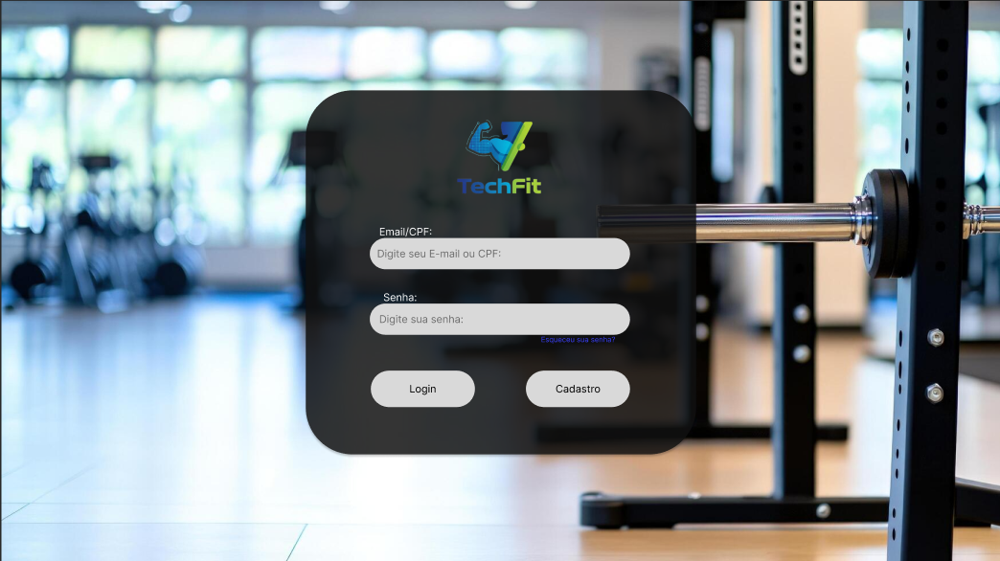 TechFit
Email/CPF:
Digite seu E-mail ou CPF:
Senha:
Digite sua senha:
Esqueceu sua senha?
Login
Cadastro